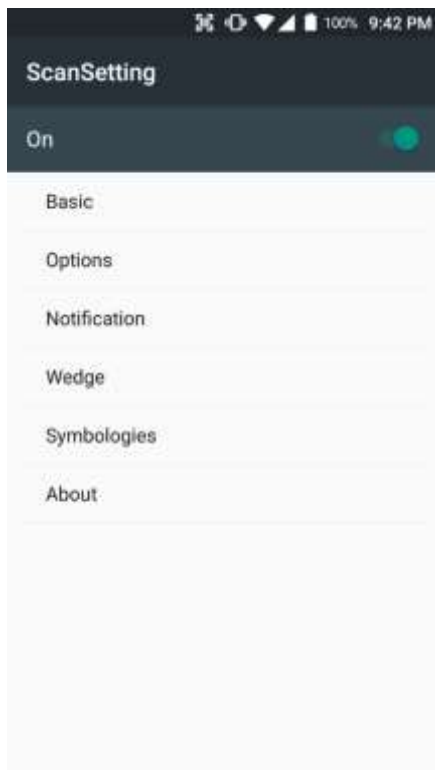 100% 9:42 PM
ScanSetting
On
Basic
Options
Notification
Wedge
Symbologies
About